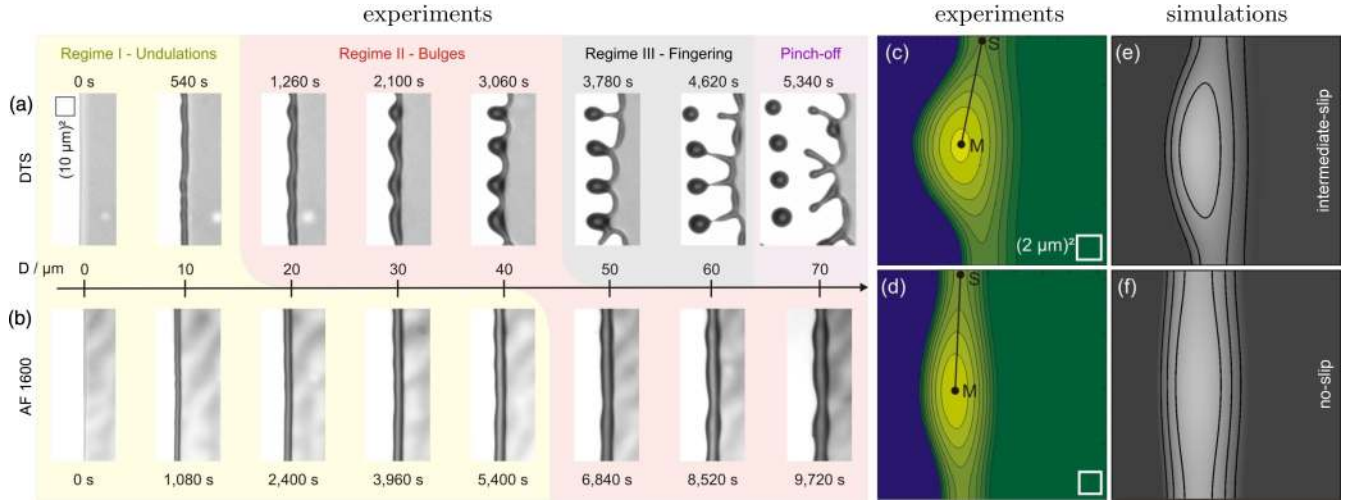 experiments
experiments
simulations
Regime I - Undulations
Regime II - Bulges
Regime III - Fingering
Pinch-off
0 s 540 s 1,260 s 2,100 s 3,060 s 3,780 s 4,620 s 5,340 s
(a)
(10 µm)²
DTS
D / µm 0 10 20 30 40 50 60 70
(b)
AF 1600
0 s 1,080 s 2,400 s 3,960 s 5,400 s 6,840 s 8,520 s 9,720 s
(c)
S
M
(2 µm)²
(d)
S
M
(e)
intermediate-slip
(f)
no-slip